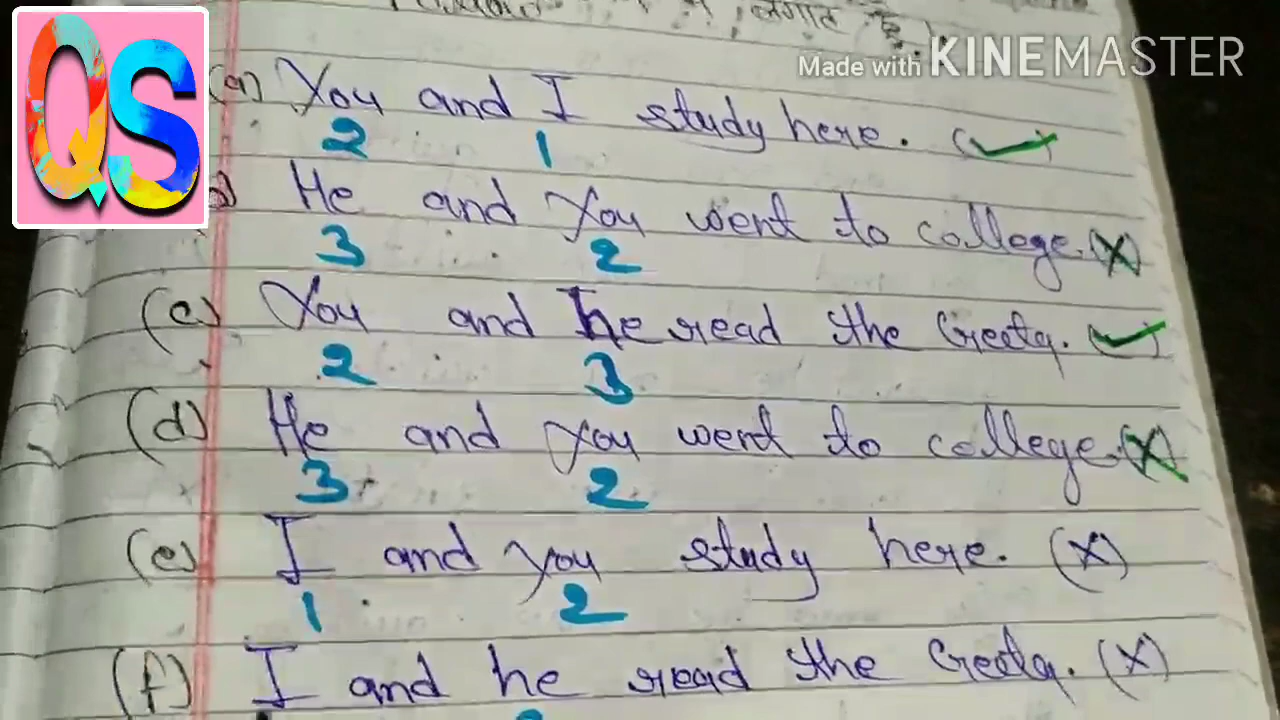 लगाते है।
Made with KINEMASTER
QS
(a) You and I study here. (✓)
2 1
He and You went to college. (X)
3 2
(c) You and he read the Geeta. (✓)
2 3
(d) He and You went to college. (X)
3 2
(e) I and you study here. (X)
1 2
(f) I and he read the Geeta. (X)